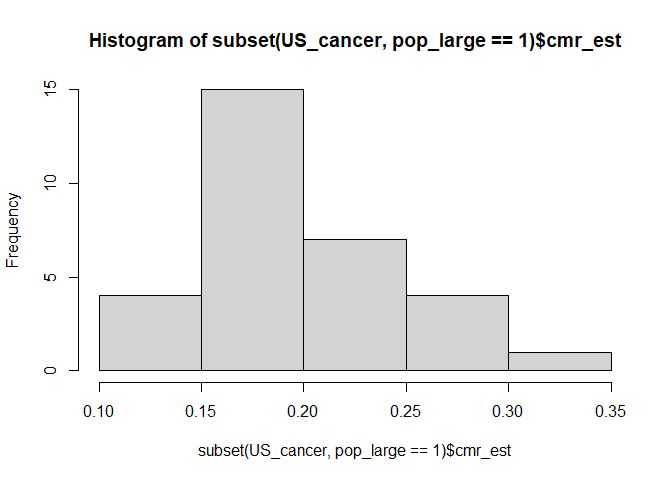 Histogram of subset(US_cancer, pop_large == 1)$cmr_est
Frequency
15
10
5
0
0.10 0.15 0.20 0.25 0.30 0.35
subset(US_cancer, pop_large == 1)$cmr_est